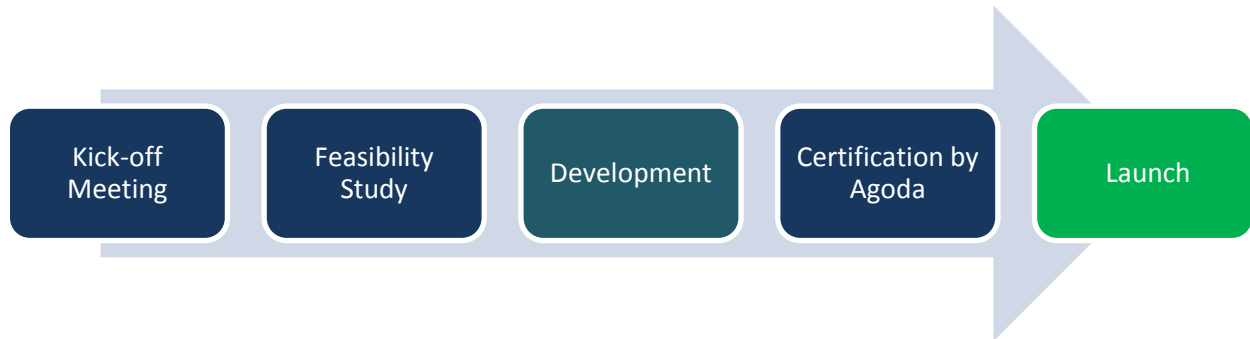 Kick-off
Meeting
Feasibility
Study
Development
Certification by
Agoda
Launch